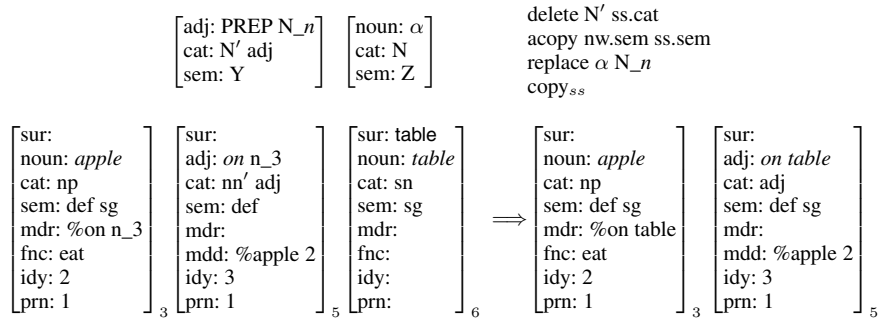 adj: PREP N_n
cat: N′ adj
sem: Y
noun: α
cat: N
sem: Z
delete N′ ss.cat
acopy nw.sem ss.sem
replace α N_n
copyss
sur:
noun: apple
cat: np
sem: def sg
mdr: %on n_3
fnc: eat
idy: 2
prn: 1
3
sur:
adj: on n_3
cat: nn′ adj
sem: def
mdr:
mdd: %apple 2
idy: 3
prn: 1
5
sur: table
noun: table
cat: sn
sem: sg
mdr:
fnc:
idy:
prn:
6
⟹
sur:
noun: apple
cat: np
sem: def sg
mdr: %on table
fnc: eat
idy: 2
prn: 1
3
sur:
adj: on table
cat: adj
sem: def sg
mdr:
mdd: %apple 2
idy: 3
prn: 1
5